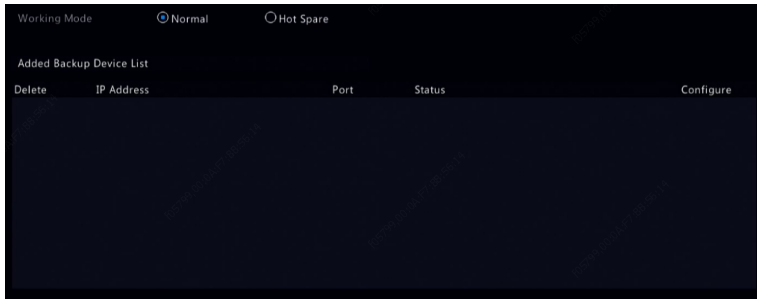 Working Mode Normal Hot Spare
Added Backup Device List
Delete IP Address Port Status Configure